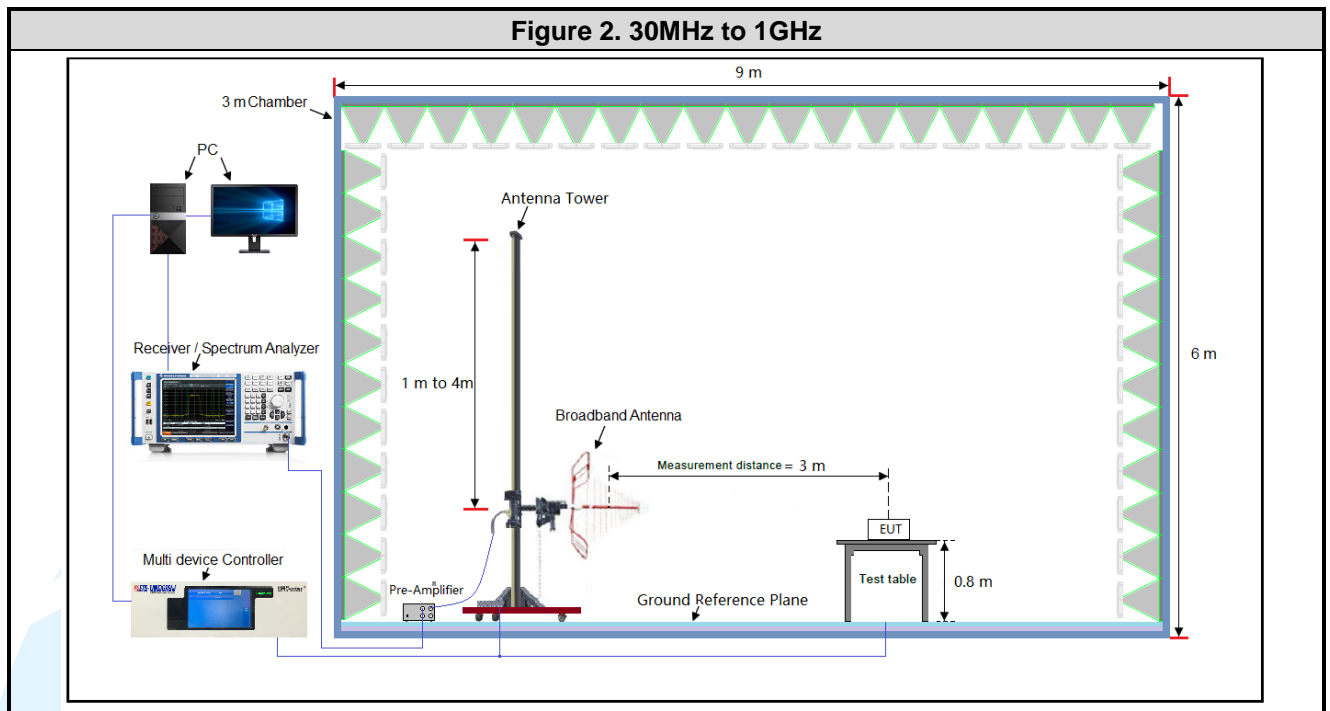 Figure 2. 30MHz to 1GHz
9 m
3 m Chamber
PC
Antenna Tower
Receiver / Spectrum Analyzer
1 m to 4m
6 m
Broadband Antenna
Measurement distance = 3 m
EUT
Multi device Controller
Test table
0.8 m
Pre-Amplifier
Ground Reference Plane